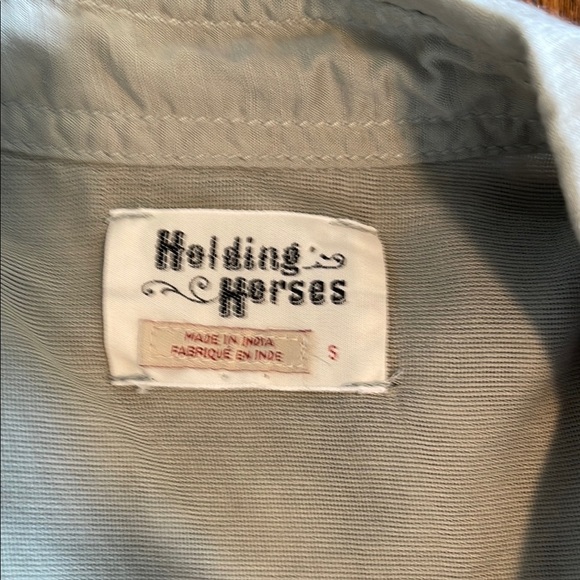 Holding
Horses
MADE IN INDIA
FABRIQUÉ EN INDE
S